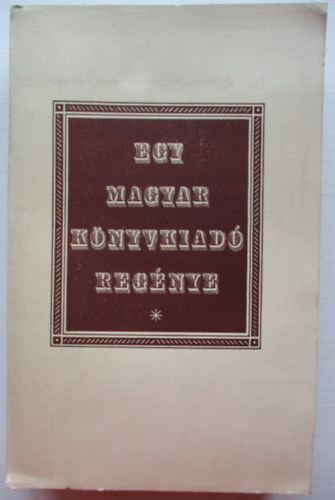 EGY
MAGYAR
KÖNYVKIADÓ
REGÉNYE
*